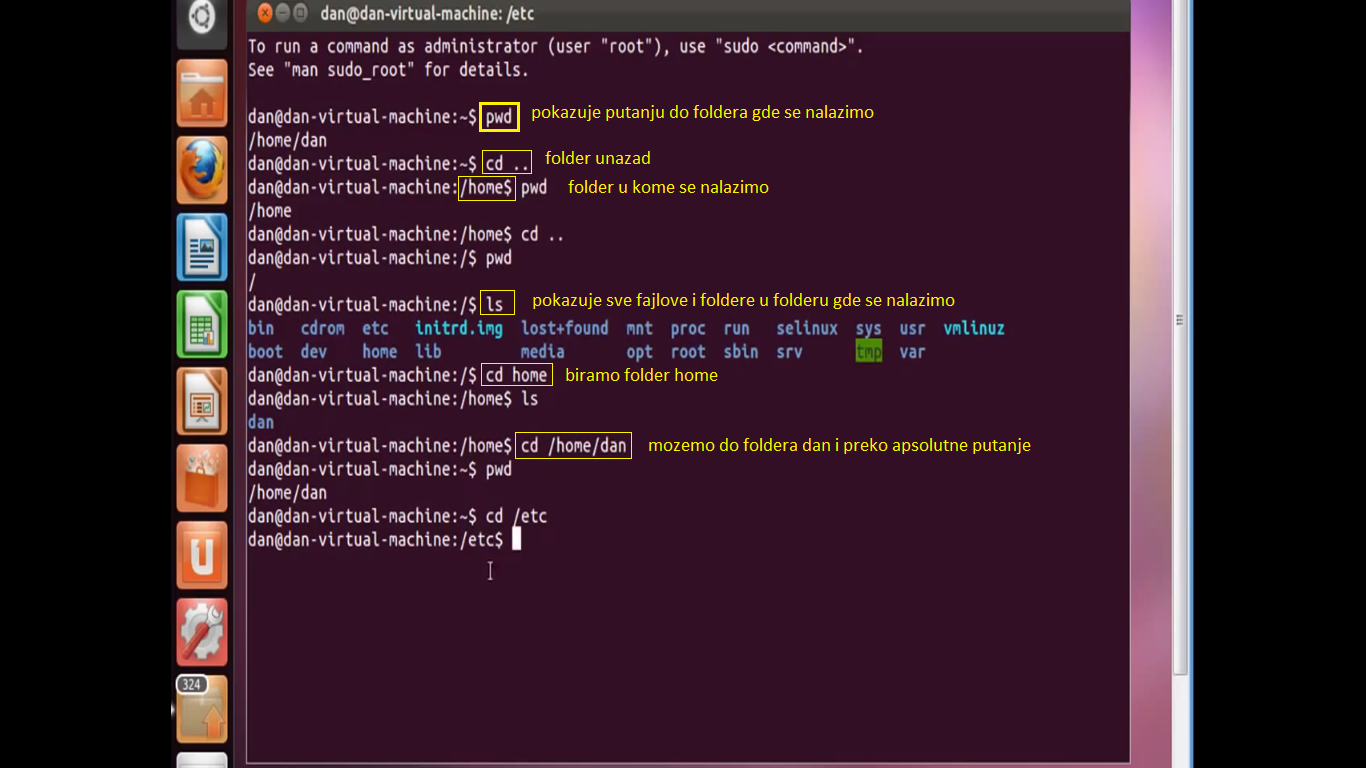 dan@dan-virtual-machine: /etc
To run a command as administrator (user "root"), use "sudo <command>".
See "man sudo_root" for details.
dan@dan-virtual-machine:~$ pwd pokazuje putanju do foldera gde se nalazimo
/home/dan
dan@dan-virtual-machine:~$ cd .. folder unazad
dan@dan-virtual-machine:/home$ pwd folder u kome se nalazimo
/home
dan@dan-virtual-machine:/home$ cd ..
dan@dan-virtual-machine:/$ pwd
/
dan@dan-virtual-machine:/$ ls pokazuje sve fajlove i foldere u folderu gde se nalazimo
bin cdrom etc initrd.img lost+found mnt proc run selinux sys usr vmlinuz
boot dev home lib media opt root sbin srv tmp var
dan@dan-virtual-machine:/$ cd home biramo folder home
dan@dan-virtual-machine:/home$ ls
dan
dan@dan-virtual-machine:/home$ cd /home/dan mozemo do foldera dan i preko apsolutne putanje
dan@dan-virtual-machine:~$ pwd
/home/dan
dan@dan-virtual-machine:~$ cd /etc
dan@dan-virtual-machine:/etc$
324